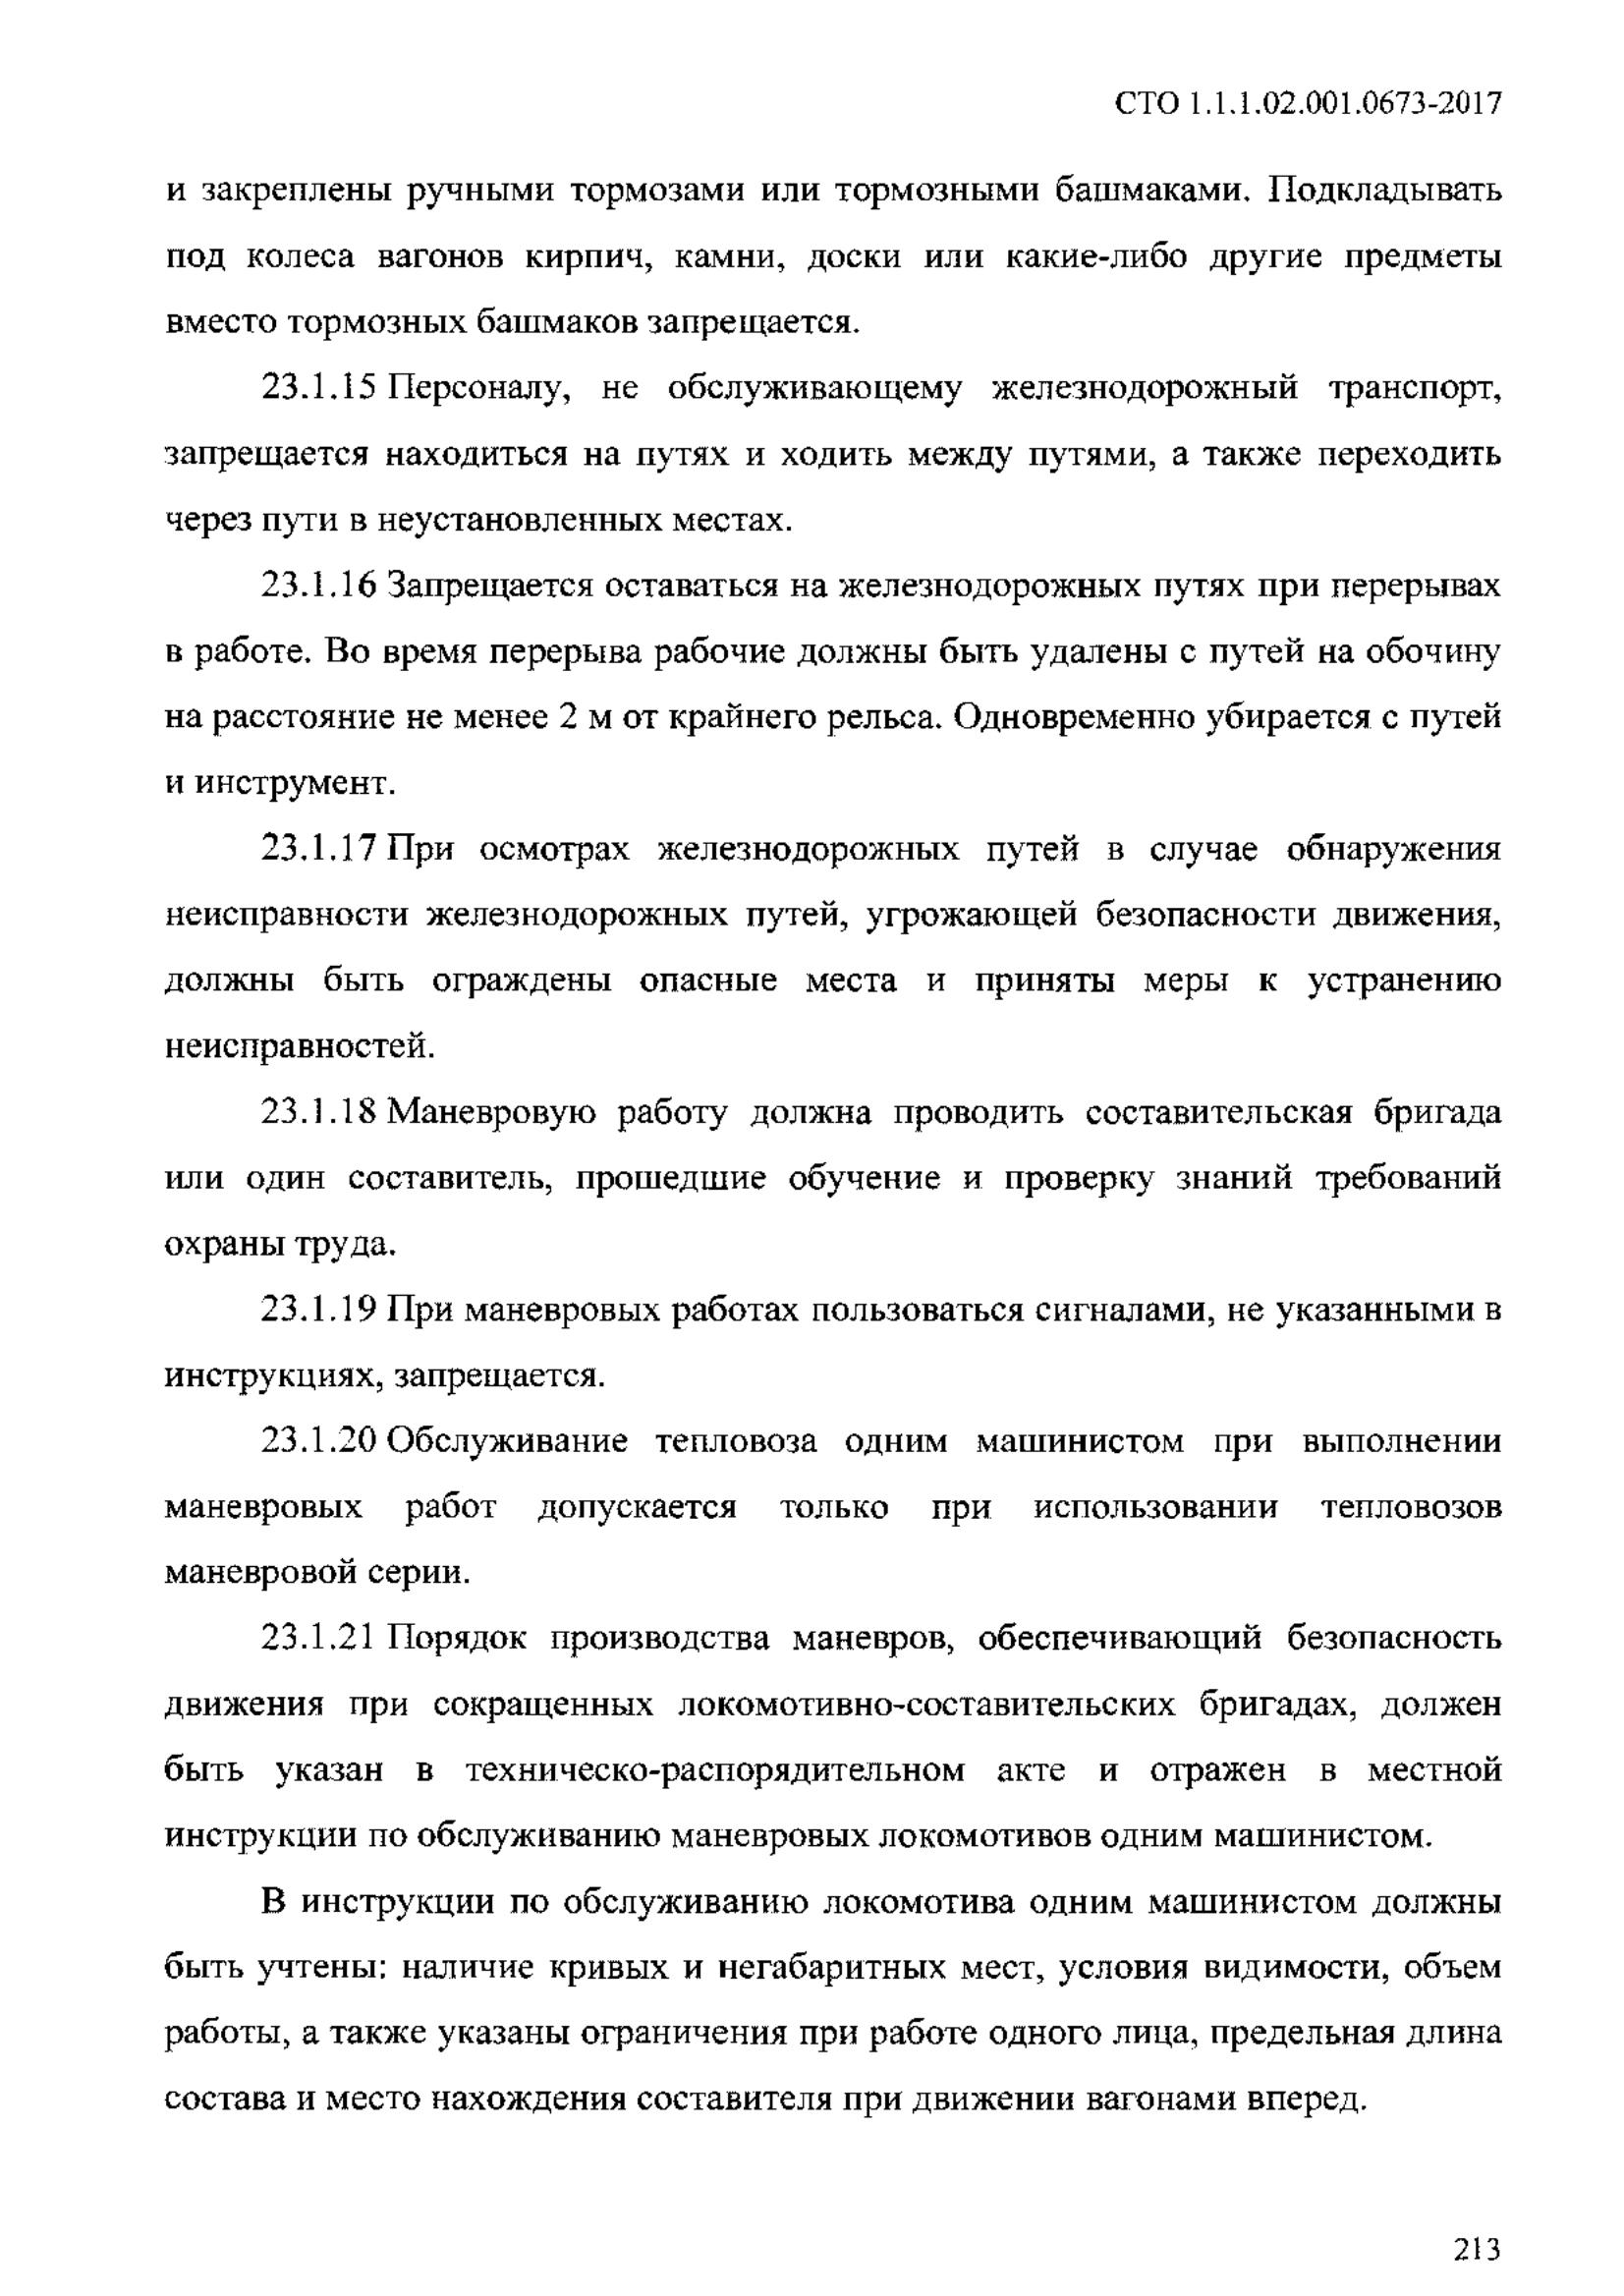 СТО 1.1.1.02.001.0673-2017
и закреплены ручными тормозами или тормозными башмаками. Подкладывать
под колеса вагонов кирпич, камни, доски или какие-либо другие предметы
вместо тормозных башмаков запрещается.
23.1.15 Персоналу, не обслуживающему железнодорожный транспорт,
запрещается находиться на путях и ходить между путями, а также переходить
через пути в неустановленных местах.
23.1.16 Запрещается оставаться на железнодорожных путях при перерывах
в работе. Во время перерыва рабочие должны быть удалены с путей на обочину
на расстояние не менее 2 м от крайнего рельса. Одновременно убирается с путей
и инструмент.
23.1.17 При осмотрах железнодорожных путей в случае обнаружения
неисправности железнодорожных путей, угрожающей безопасности движения,
должны быть ограждены опасные места и приняты меры к устранению
неисправностей.
23.1.18 Маневровую работу должна проводить составительская бригада
или один составитель, прошедшие обучение и проверку знаний требований
охраны труда.
23.1.19 При маневровых работах пользоваться сигналами, не указанными в
инструкциях, запрещается.
23.1.20 Обслуживание тепловоза одним машинистом при выполнении
маневровых работ допускается только при использовании тепловозов
маневровой серии.
23.1.21 Порядок производства маневров, обеспечивающий безопасность
движения при сокращенных локомотивно-составительских бригадах, должен
быть указан в техническо-распорядительном акте и отражен в местной
инструкции по обслуживанию маневровых локомотивов одним машинистом.
В инструкции по обслуживанию локомотива одним машинистом должны
быть учтены: наличие кривых и негабаритных мест, условия видимости, объем
работы, а также указаны ограничения при работе одного лица, предельная длина
состава и место нахождения составителя при движении вагонами вперед.
213